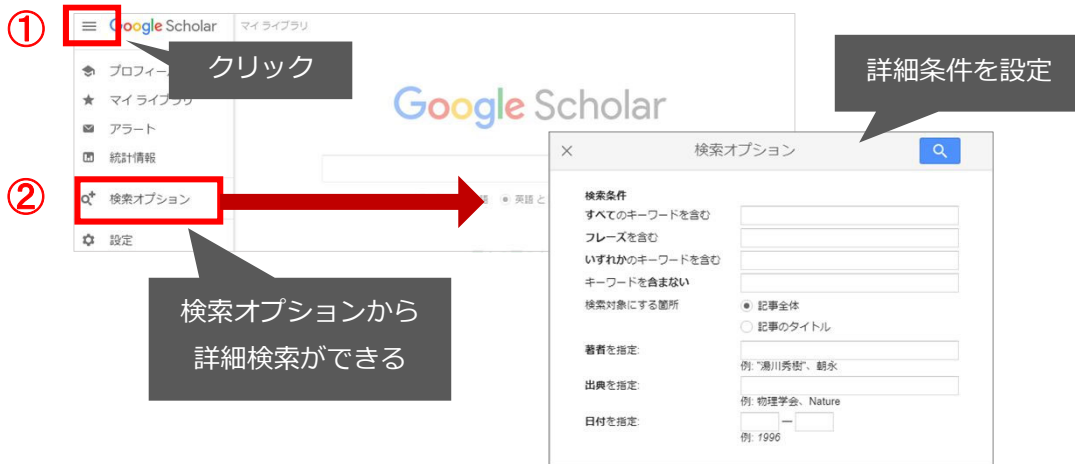 ①
Google Scholar
マイ ライブラリ
クリック
プロフィー
マイ ライブラリ
アラート
統計情報
②
検索オプション
設定
Google Scholar
英語 と
検索オプションから
詳細検索ができる
詳細条件を設定
×
検索オプション
検索条件
すべてのキーワードを含む
フレーズを含む
いずれかのキーワードを含む
キーワードを含まない
検索対象にする箇所
記事全体
記事のタイトル
著者を指定:
例: "湯川秀樹"、朝永
出典を指定:
例: 物理学会、Nature
日付を指定:
—
例: 1996